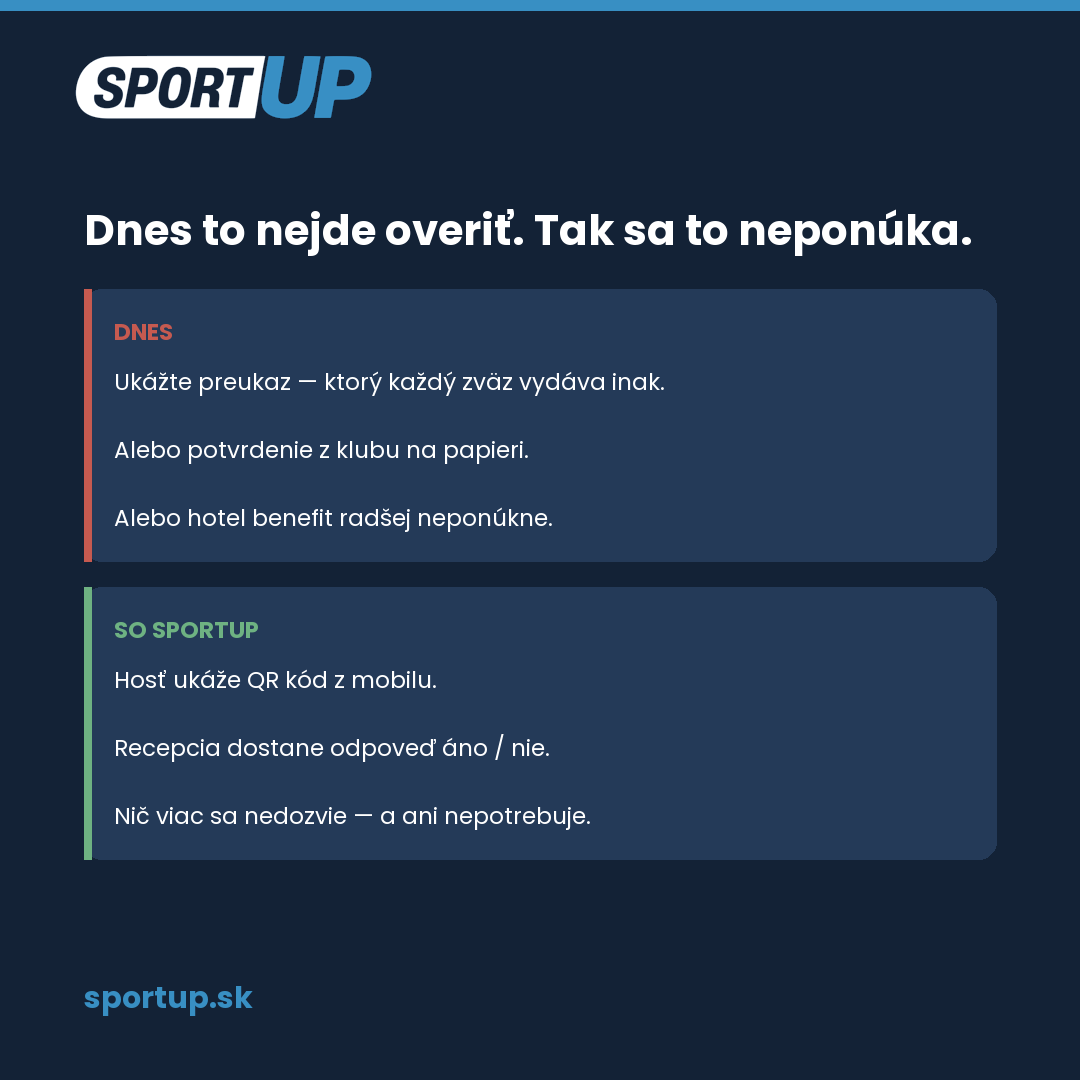 SPORTUP
Dnes to nejde overiť. Tak sa to neponúka.
DNES
Ukážte preukaz — ktorý každý zväz vydáva inak.
Alebo potvrdenie z klubu na papieri.
Alebo hotel benefit radšej neponúkne.
SO SPORTUP
Hosť ukáže QR kód z mobilu.
Recepcia dostane odpoveď áno / nie.
Nič viac sa nedozvie — a ani nepotrebuje.
sportup.sk